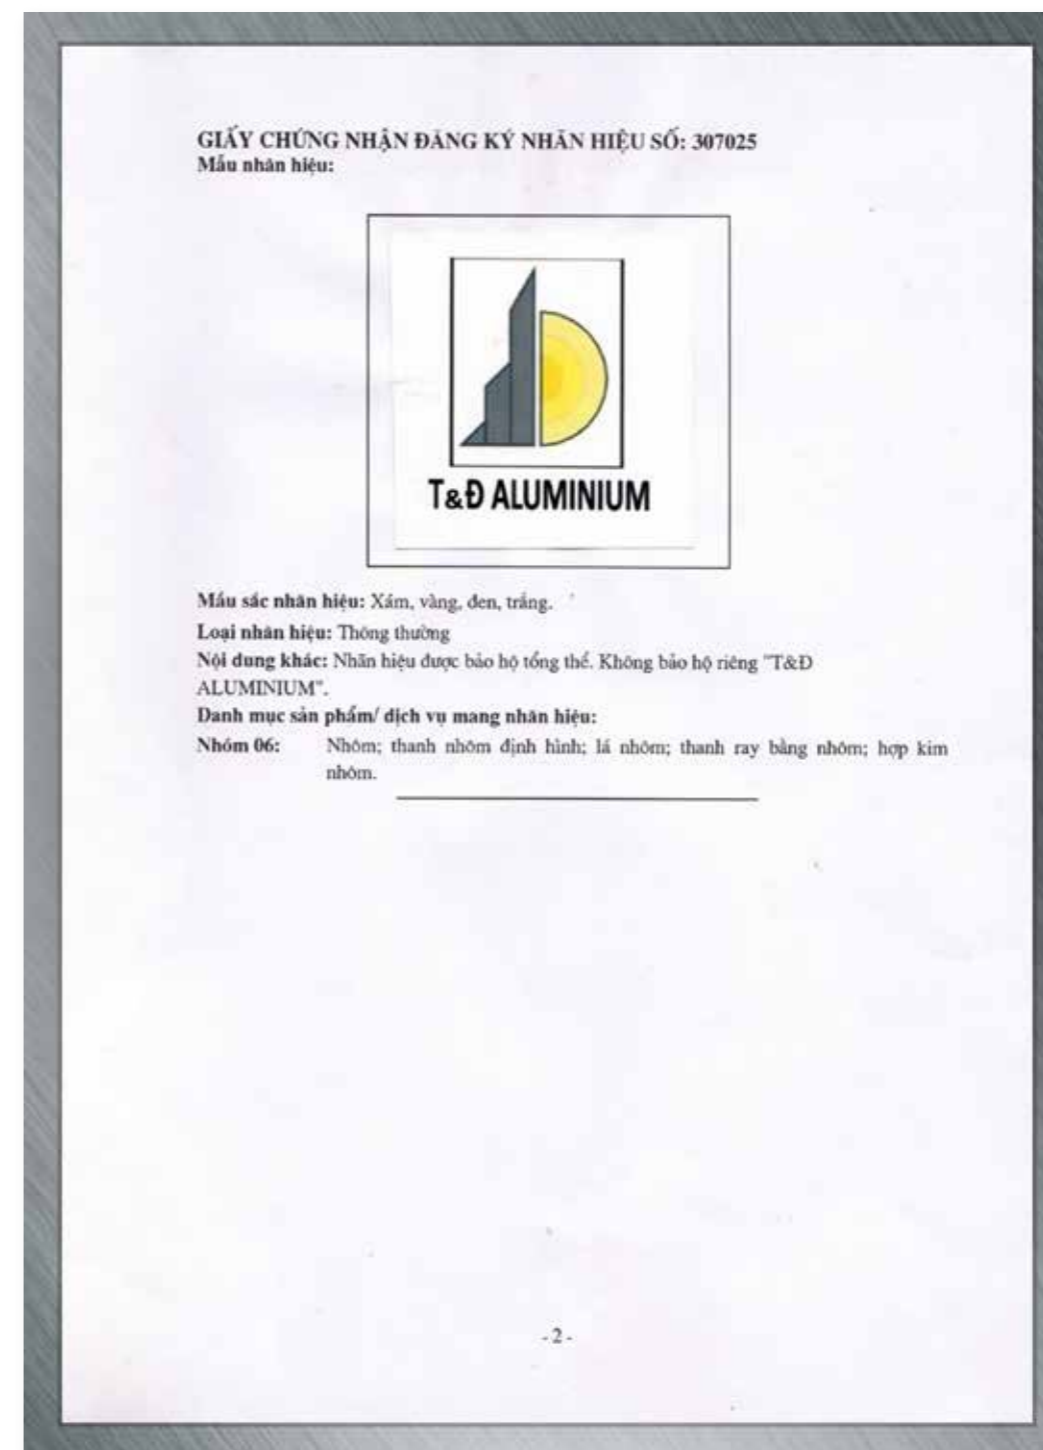 GIẤY CHỨNG NHẬN ĐĂNG KÝ NHÃN HIỆU SỐ: 307025
Mẫu nhãn hiệu:
T&Đ ALUMINIUM
Mầu sắc nhãn hiệu: Xám, vàng, đen, trắng.
Loại nhãn hiệu: Thông thường
Nội dung khác: Nhãn hiệu được bảo hộ tổng thể. Không bảo hộ riêng "T&Đ
ALUMINIUM".
Danh mục sản phẩm/ dịch vụ mang nhãn hiệu:
Nhóm 06: Nhôm; thanh nhôm định hình; lá nhôm; thanh ray bằng nhôm; hợp kim
nhôm.
- 2 -